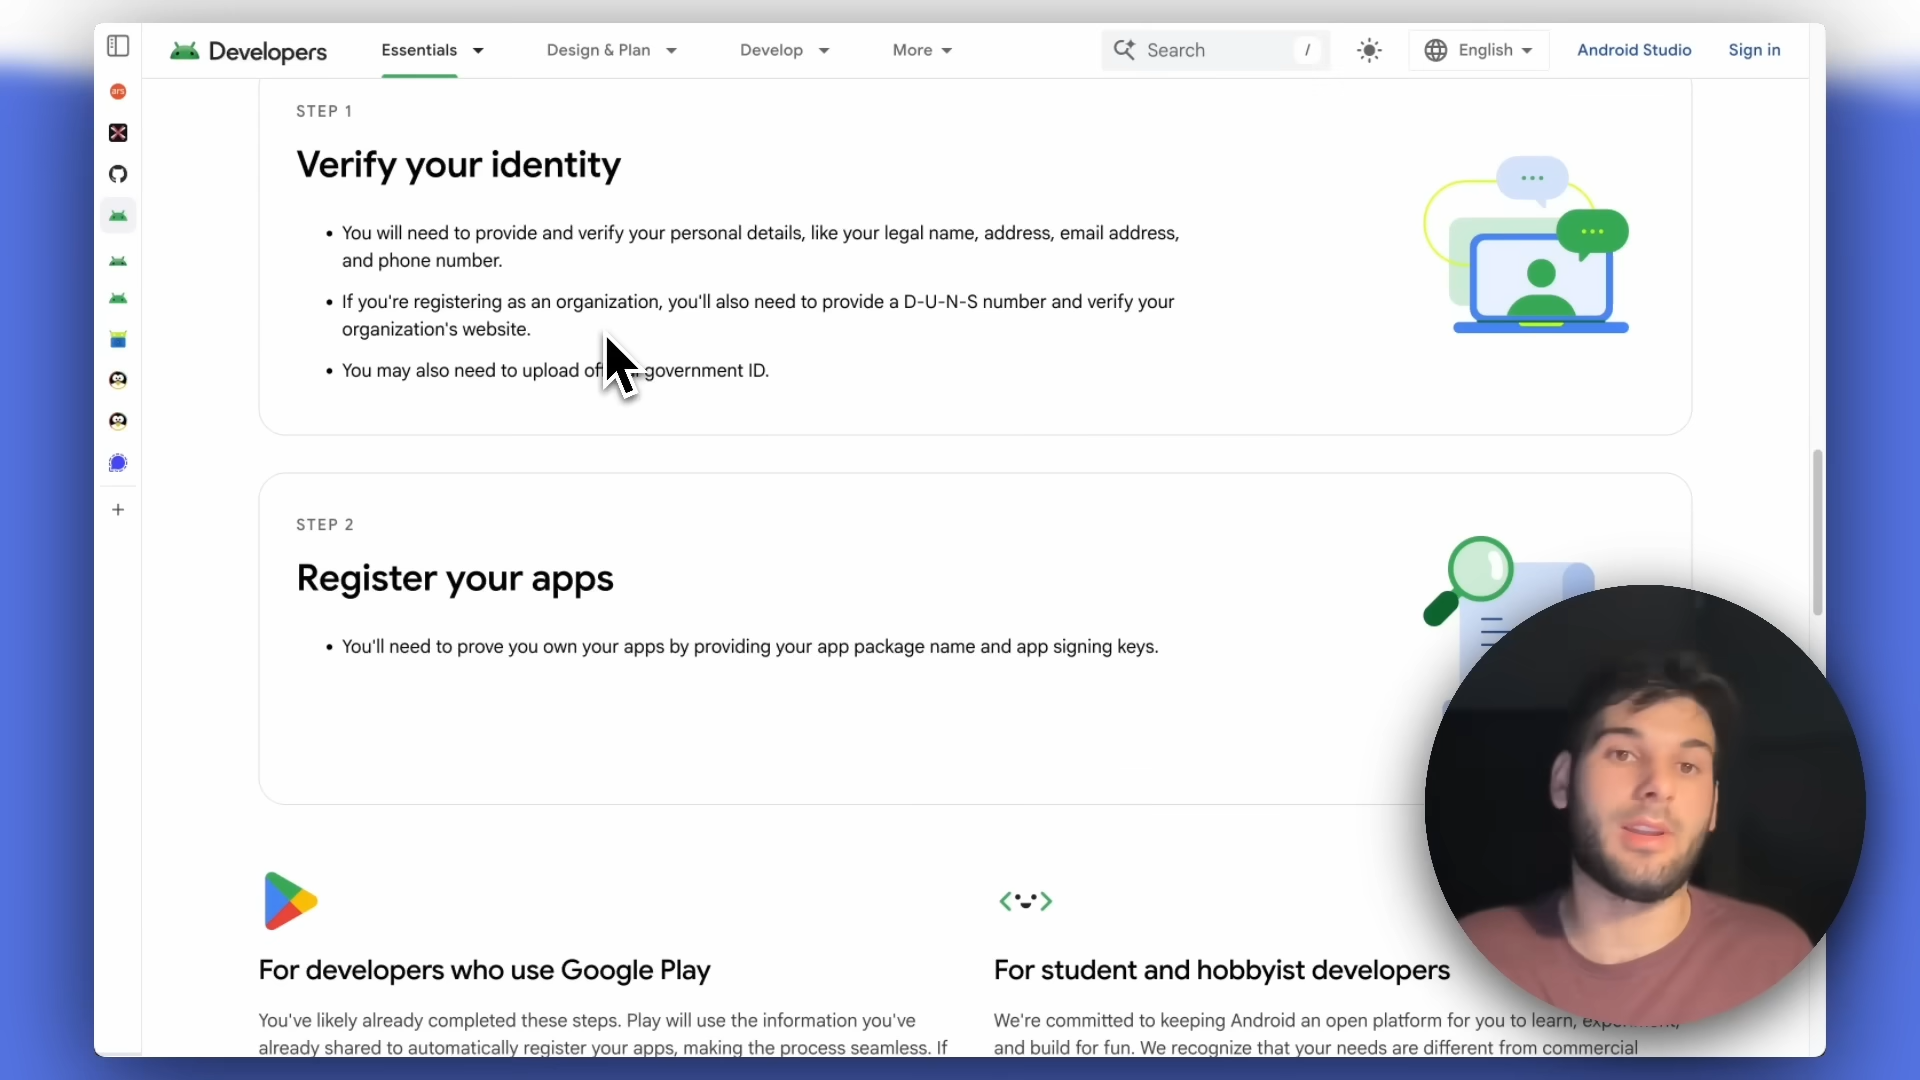 Developers
Essentials
Design & Plan
Develop
More
Search
/
English
Android Studio
Sign in
ars
STEP 1
Verify your identity
• You will need to provide and verify your personal details, like your legal name, address, email address,
and phone number.
• If you're registering as an organization, you'll also need to provide a D-U-N-S number and verify your
organization's website.
• You may also need to upload government ID.
STEP 2
Register your apps
• You'll need to prove you own your apps by providing your app package name and app signing keys.
For developers who use Google Play
You've likely already completed these steps. Play will use the information you've
already shared to automatically register your apps, making the process seamless. If
For student and hobbyist developers
We're committed to keeping Android an open platform for you to learn,
and build for fun. We recognize that your needs are different from commercial